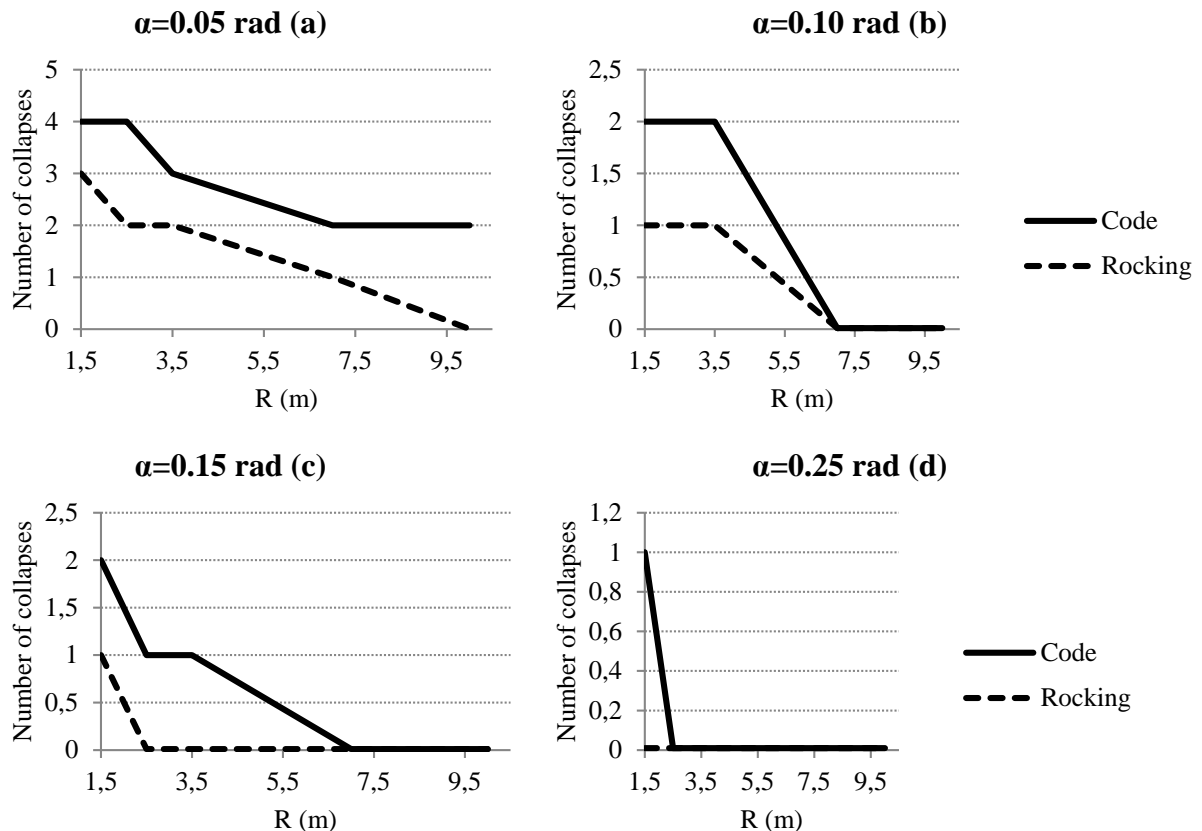 α=0.05 rad (a)
Number of collapses
5
4
3
2
1
0
1,5 3,5 5,5 7,5 9,5
R (m)
α=0.10 rad (b)
Number of collapses
2,5
2
1,5
1
0,5
0
1,5 3,5 5,5 7,5 9,5
R (m)
Code
Rocking
α=0.15 rad (c)
Number of collapses
2,5
2
1,5
1
0,5
0
1,5 3,5 5,5 7,5 9,5
R (m)
α=0.25 rad (d)
Number of collapses
1,2
1
0,8
0,6
0,4
0,2
0
1,5 3,5 5,5 7,5 9,5
R (m)
Code
Rocking